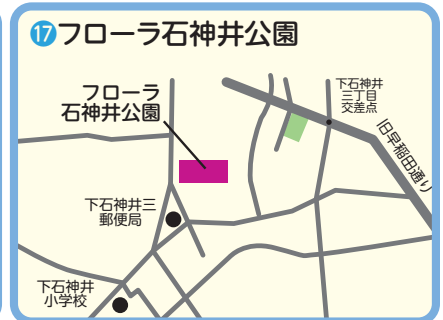 ⑰フローラ石神井公園
フローラ
石神井公園
下石神井
三丁目
交差点
旧早稲田通り
下石神井三
郵便局
下石神井
小学校